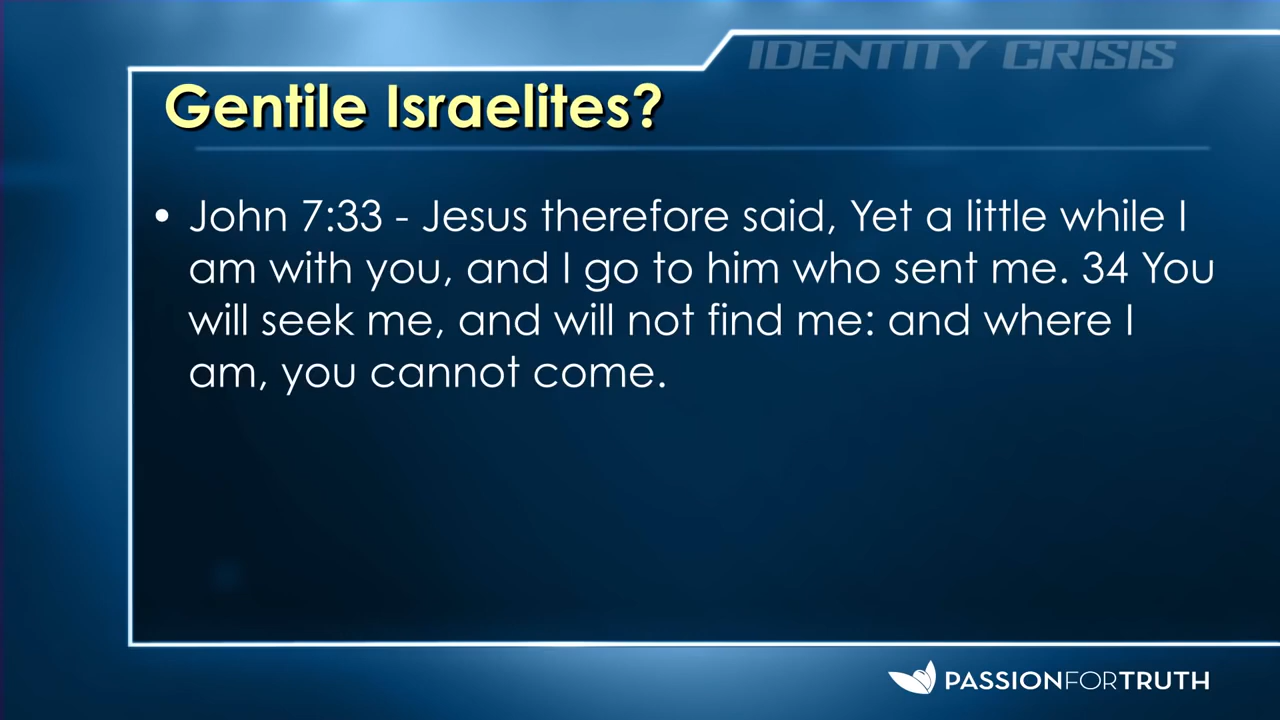 IDENTITY CRISIS
Gentile Israelites?
• John 7:33 - Jesus therefore said, Yet a little while I
am with you, and I go to him who sent me. 34 You
will seek me, and will not find me: and where I
am, you cannot come.
PASSIONFORTRUTH